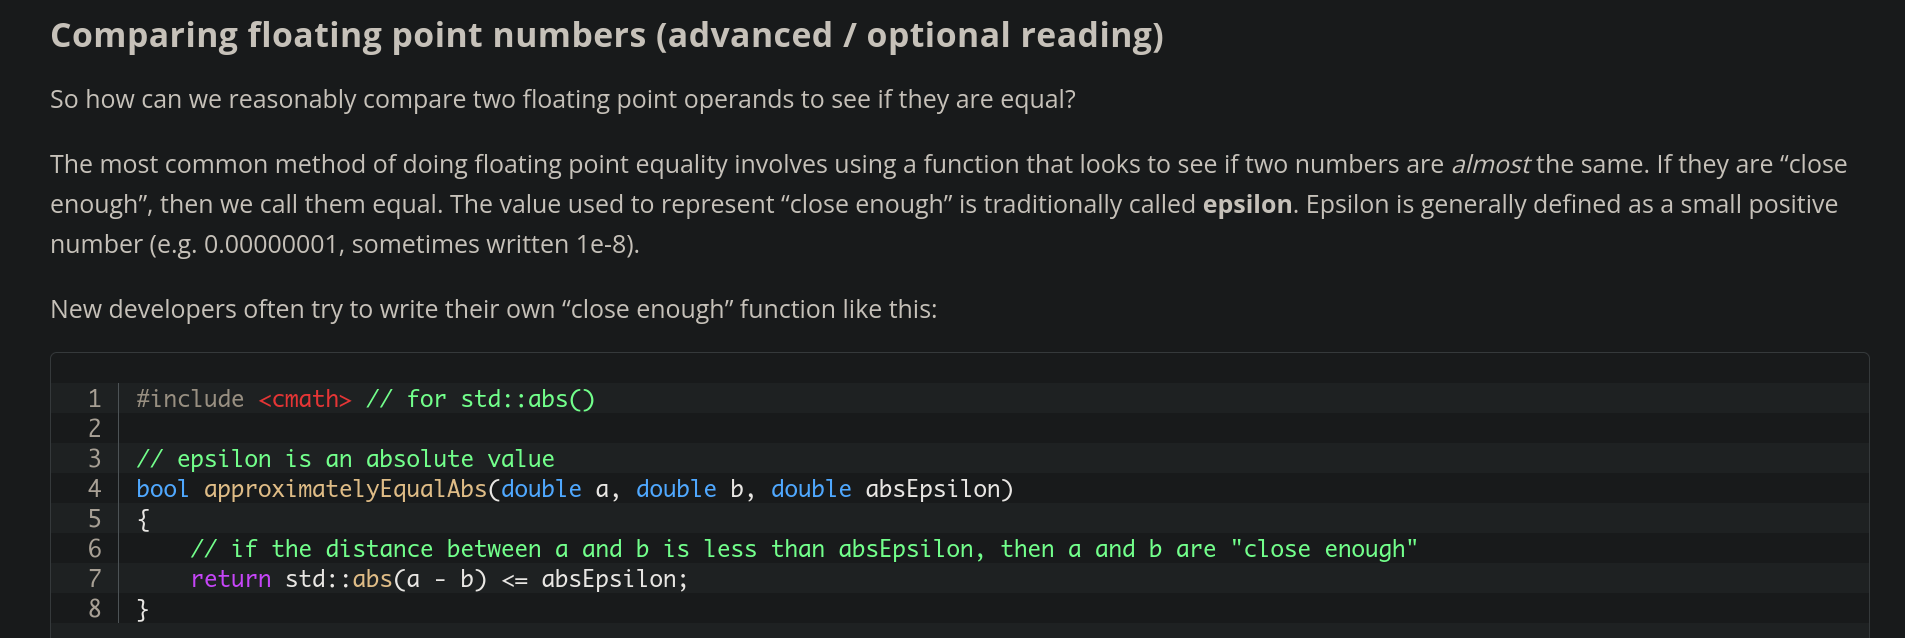 Comparing floating point numbers (advanced / optional reading)
So how can we reasonably compare two floating point operands to see if they are equal?
The most common method of doing floating point equality involves using a function that looks to see if two numbers are almost the same. If they are “close
enough”, then we call them equal. The value used to represent “close enough” is traditionally called epsilon. Epsilon is generally defined as a small positive
number (e.g. 0.00000001, sometimes written 1e-8).
New developers often try to write their own “close enough” function like this:
1 #include <cmath> // for std::abs()
2
3 // epsilon is an absolute value
4 bool approximatelyEqualAbs(double a, double b, double absEpsilon)
5 {
6     // if the distance between a and b is less than absEpsilon, then a and b are "close enough"
7     return std::abs(a - b) <= absEpsilon;
8 }